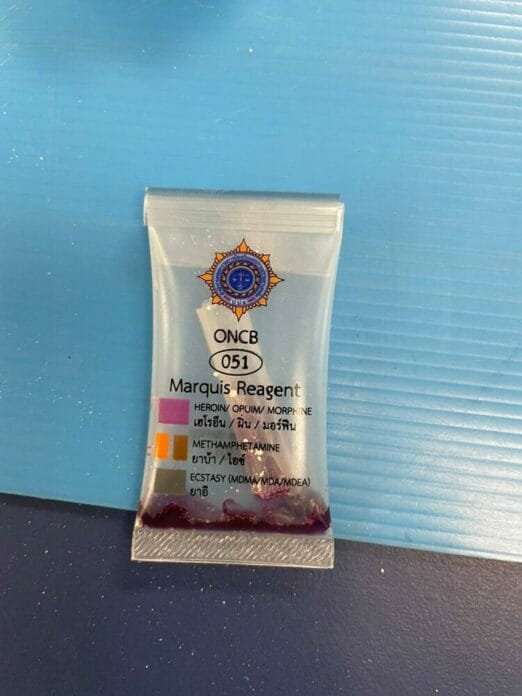 ONCB
051
Marquis Reagent
HEROIN/ OPUIM/ MORPHINE
เฮโรอีน / ฝิ่น / มอร์ฟีน
METHAMPHETAMINE
ยาบ้า / ไอซ์
ECSTASY (MDMA/MDA/MDEA)
ยาอี